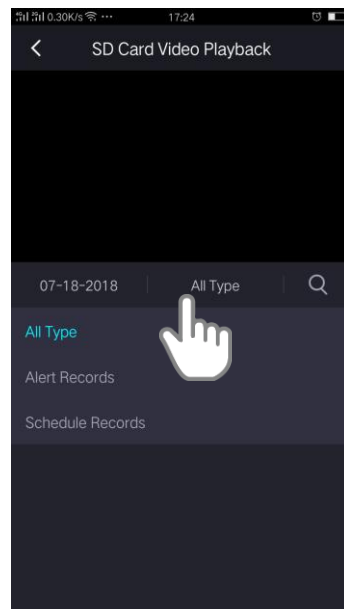 0.30K/s ··· 17:24
SD Card Video Playback
07-18-2018 All Type
All Type
Alert Records
Schedule Records